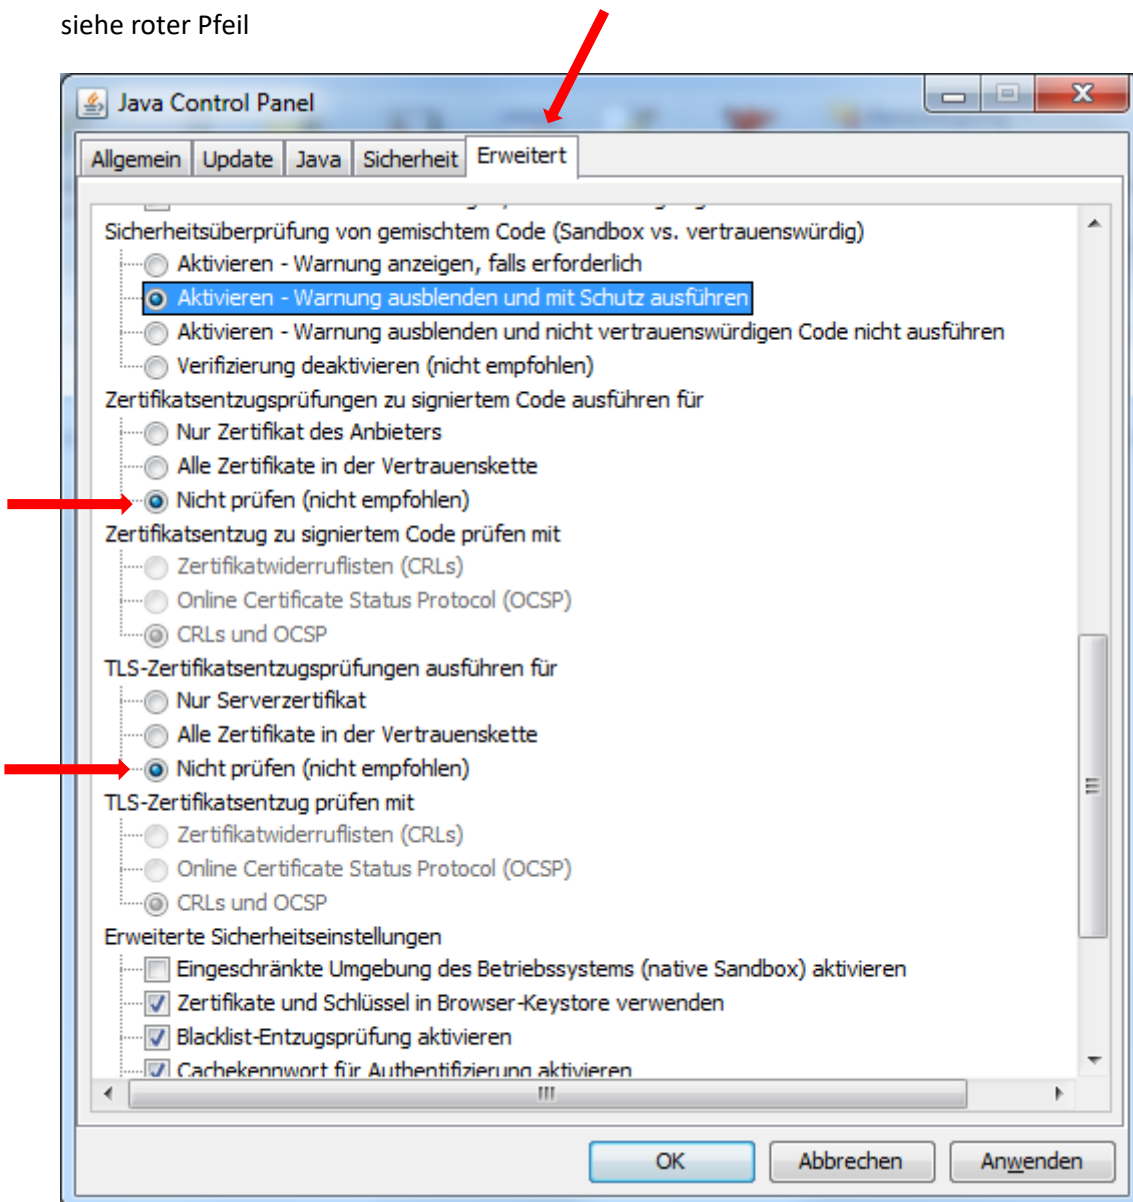 siehe roter Pfeil
Java Control Panel
Allgemein Update Java Sicherheit Erweitert
Sicherheitsüberprüfung von gemischtem Code (Sandbox vs. vertrauenswürdig)
Aktivieren - Warnung anzeigen, falls erforderlich
Aktivieren - Warnung ausblenden und mit Schutz ausführen
Aktivieren - Warnung ausblenden und nicht vertrauenswürdigen Code nicht ausführen
Verifizierung deaktivieren (nicht empfohlen)
Zertifikatsentzugsprüfungen zu signiertem Code ausführen für
Nur Zertifikat des Anbieters
Alle Zertifikate in der Vertrauenskette
Nicht prüfen (nicht empfohlen)
Zertifikatsentzug zu signiertem Code prüfen mit
Zertifikatwiderruflisten (CRLs)
Online Certificate Status Protocol (OCSP)
CRLs und OCSP
TLS-Zertifikatsentzugsprüfungen ausführen für
Nur Serverzertifikat
Alle Zertifikate in der Vertrauenskette
Nicht prüfen (nicht empfohlen)
TLS-Zertifikatsentzug prüfen mit
Zertifikatwiderruflisten (CRLs)
Online Certificate Status Protocol (OCSP)
CRLs und OCSP
Erweiterte Sicherheitseinstellungen
Eingeschränkte Umgebung des Betriebssystems (native Sandbox) aktivieren
Zertifikate und Schlüssel in Browser-Keystore verwenden
Blacklist-Entzugsprüfung aktivieren
Cachekennwort für Authentifizierung aktivieren
OK Abbrechen Anwenden